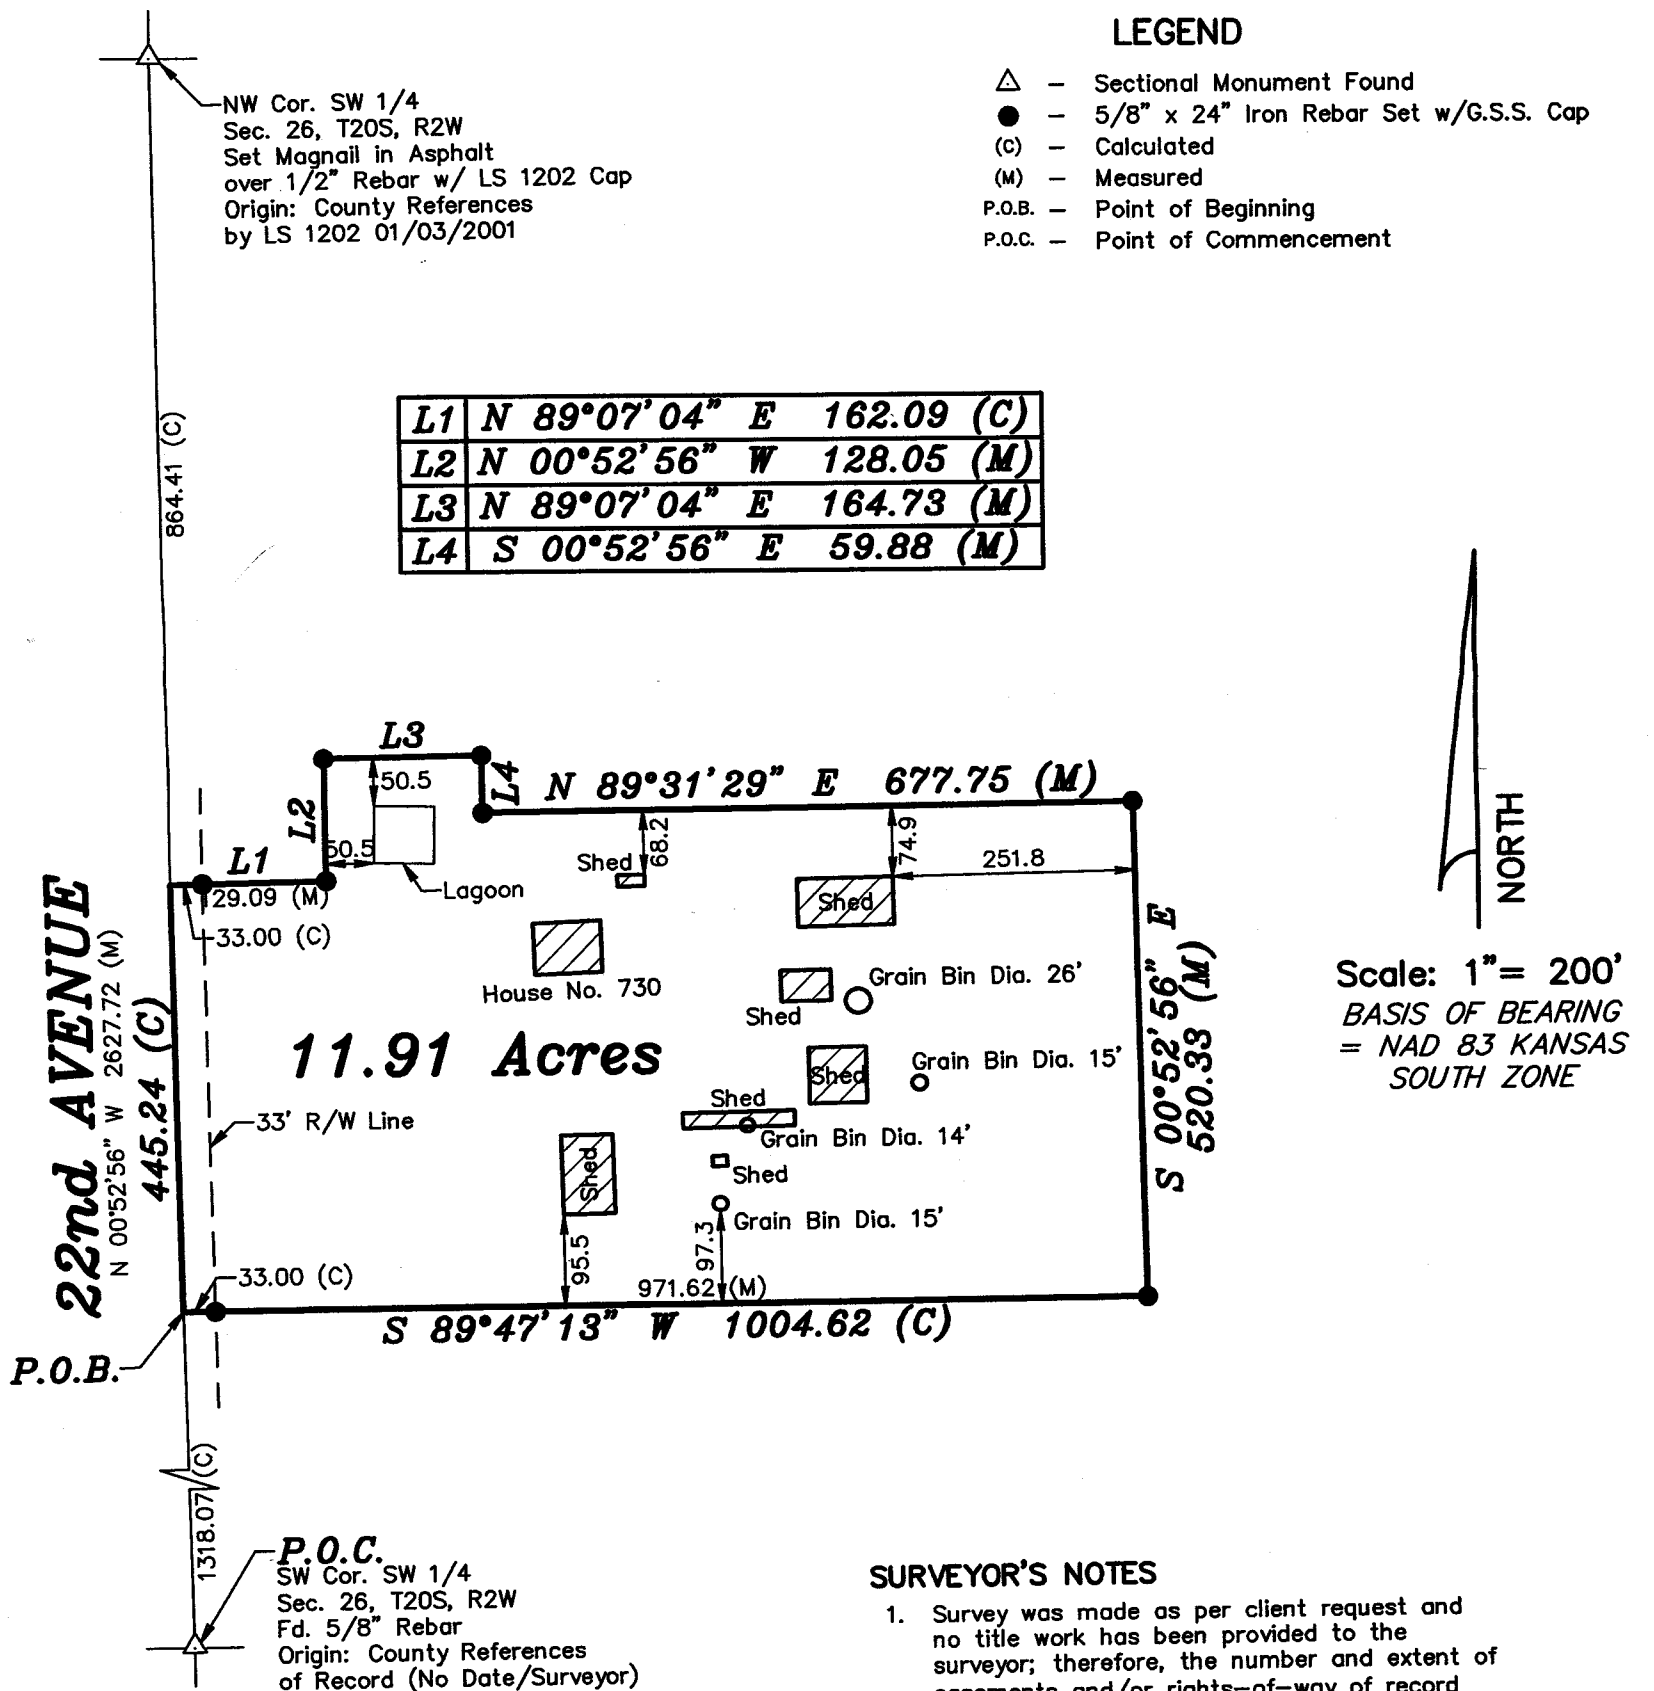 LEGEND
△ – Sectional Monument Found
● – 5/8" x 24" Iron Rebar Set w/G.S.S. Cap
(C) – Calculated
(M) – Measured
P.O.B. – Point of Beginning
P.O.C. – Point of Commencement
NW Cor. SW 1/4
Sec. 26, T20S, R2W
Set Magnail in Asphalt
over 1/2" Rebar w/ LS 1202 Cap
Origin: County References
by LS 1202 01/03/2001
864.41 (C)
L1 N 89°07'04" E 162.09 (C)
L2 N 00°52'56" W 128.05 (M)
L3 N 89°07'04" E 164.73 (M)
L4 S 00°52'56" E 59.88 (M)
L3
50.5
L4
N 89°31'29" E 677.75 (M)
L2
50.5
L1
Lagoon
29.09 (M)
33.00 (C)
Shed
68.2
74.9
251.8
Shed
House No. 730
Grain Bin Dia. 26'
Shed
11.91 Acres
Grain Bin Dia. 15'
Shed
Shed
Grain Bin Dia. 14'
Shed
Shed
Grain Bin Dia. 15'
95.5
97.3
971.62 (M)
S 00°52'56" E
520.33 (M)
22nd AVENUE
N 00°52'56" W 2627.72 (M)
445.24 (C)
33' R/W Line
33.00 (C)
S 89°47'13" W 1004.62 (C)
P.O.B.
NORTH
Scale: 1"= 200'
BASIS OF BEARING
= NAD 83 KANSAS
SOUTH ZONE
1318.07 (C)
P.O.C.
SW Cor. SW 1/4
Sec. 26, T20S, R2W
Fd. 5/8" Rebar
Origin: County References
of Record (No Date/Surveyor)
SURVEYOR'S NOTES
1. Survey was made as per client request and
no title work has been provided to the
surveyor; therefore, the number and extent of
easements and/or rights-of-way of record